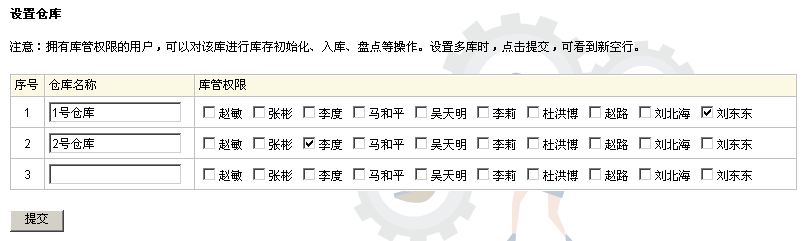 设置仓库
注意：拥有库管权限的用户，可以对该库进行库存初始化、入库、盘点等操作。设置多库时，点击提交，可看到新空行。
序号 仓库名称 库管权限
1 1号仓库 赵敏 张彬 李度 马和平 吴天明 李莉 杜洪博 赵路 刘北海 刘东东
2 2号仓库 赵敏 张彬 李度 马和平 吴天明 李莉 杜洪博 赵路 刘北海 刘东东
3 赵敏 张彬 李度 马和平 吴天明 李莉 杜洪博 赵路 刘北海 刘东东
提交